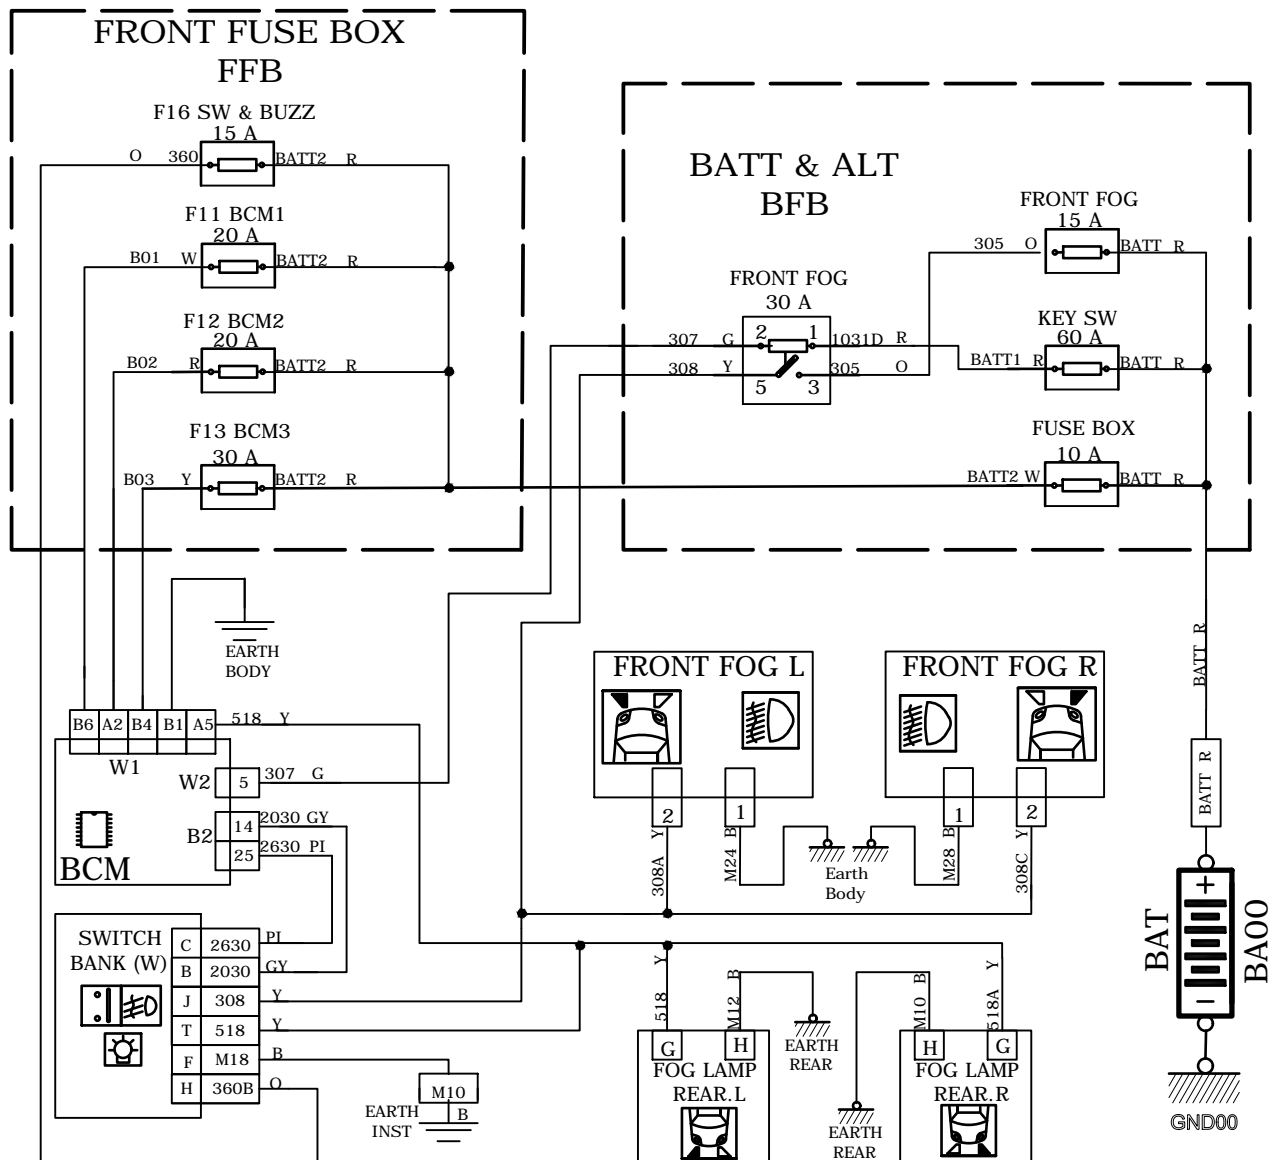 FRONT FUSE BOX
FFB
F16 SW & BUZZ
15 A
O 360 BATT2 R
F11 BCM1
20 A
B01 W BATT2 R
F12 BCM2
20 A
B02 R BATT2 R
F13 BCM3
30 A
B03 Y BATT2 R
BATT & ALT
BFB
FRONT FOG
15 A
305 O BATT R
FRONT FOG
30 A
307 G 2 1 1031D R
308 Y 5 3 305 O
KEY SW
60 A
BATT1 R BATT R
FUSE BOX
10 A
BATT2 W BATT R
EARTH
BODY
B6 A2 B4 B1 A5 518 Y
W1
W2 5 307 G
B2 14 2030 GY
25 2630 PI
BCM
FRONT FOG L
2 1
308A Y
M24 B
Earth
Body
FRONT FOG R
1 2
M28 B
308C Y
BATT R
BATT R
+
BAT
BA00
−
GND00
SWITCH
BANK (W)
C 2630 PI
B 2030 GY
J 308 Y
T 518 Y
F M18 B
H 360B O
M10
B
EARTH
INST
518 Y
M12 B
G H
EARTH
REAR
FOG LAMP
REAR.L
M10 B
518A Y
H G
FOG LAMP
REAR.R
EARTH
REAR